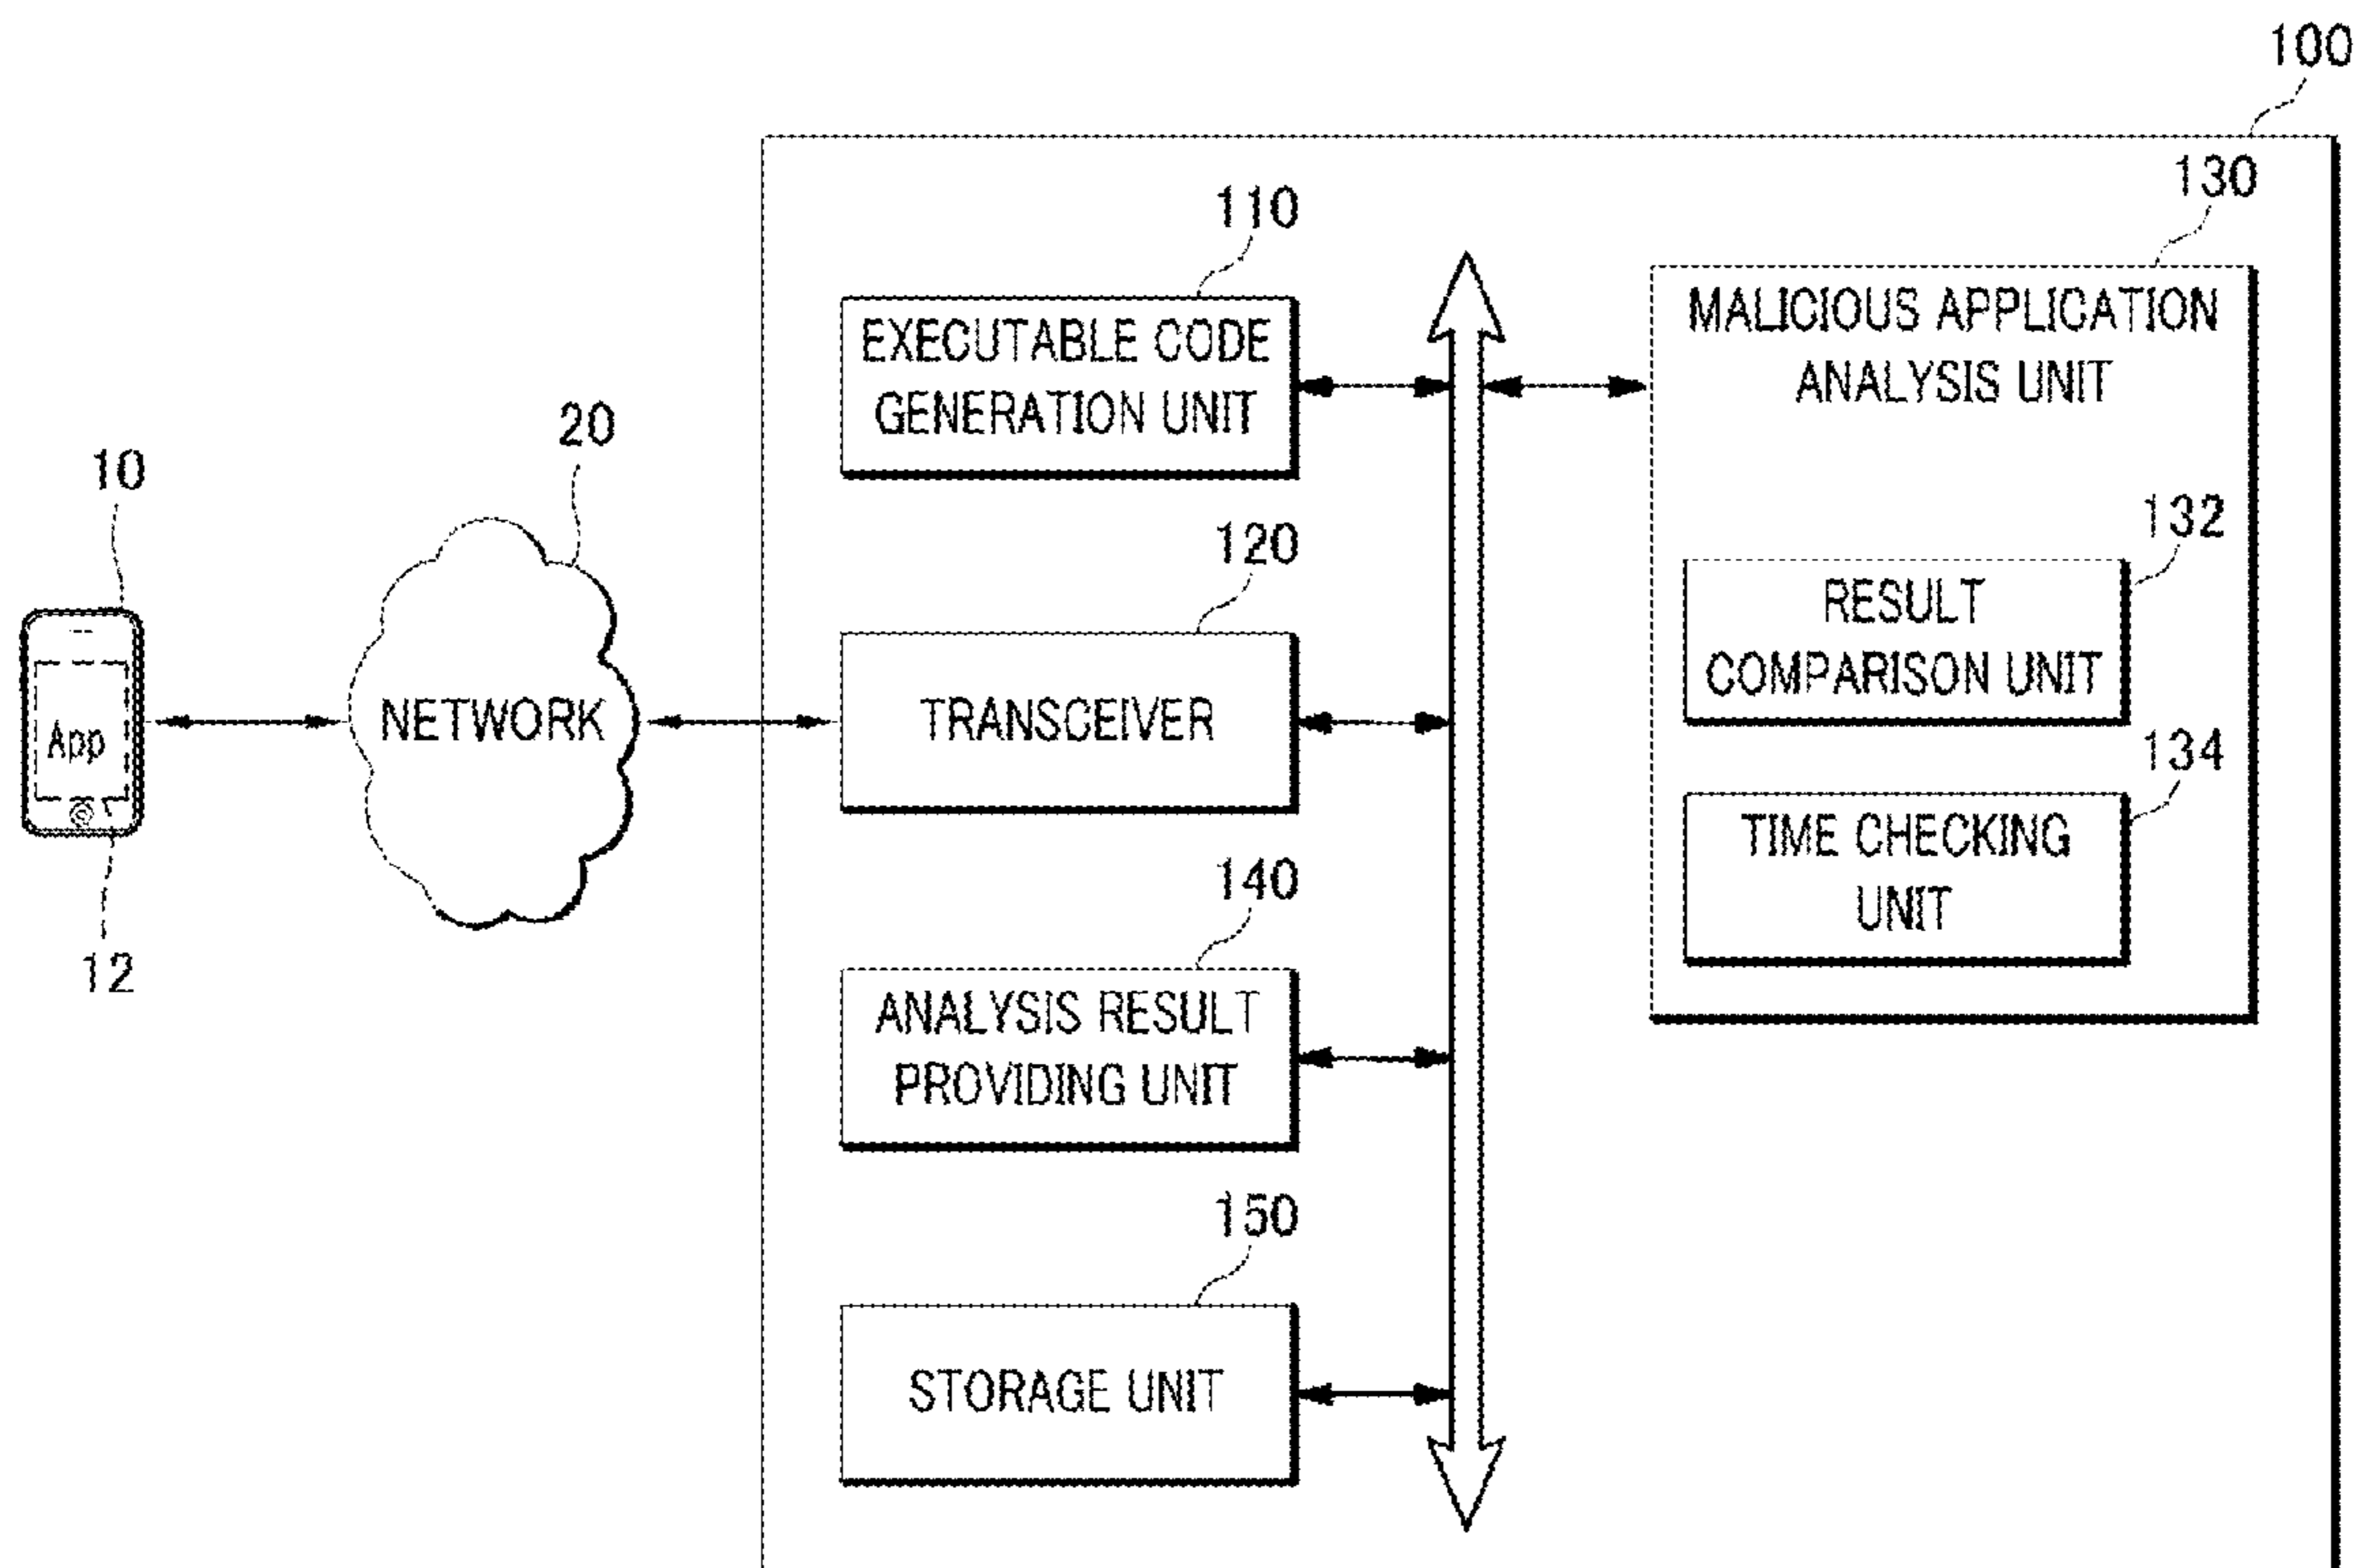 100
110
EXECUTABLE CODE
GENERATION UNIT
130
MALICIOUS APPLICATION
ANALYSIS UNIT
10
App
12
20
NETWORK
120
TRANSCEIVER
132
RESULT
COMPARISON UNIT
134
TIME CHECKING
UNIT
140
ANALYSIS RESULT
PROVIDING UNIT
150
STORAGE UNIT